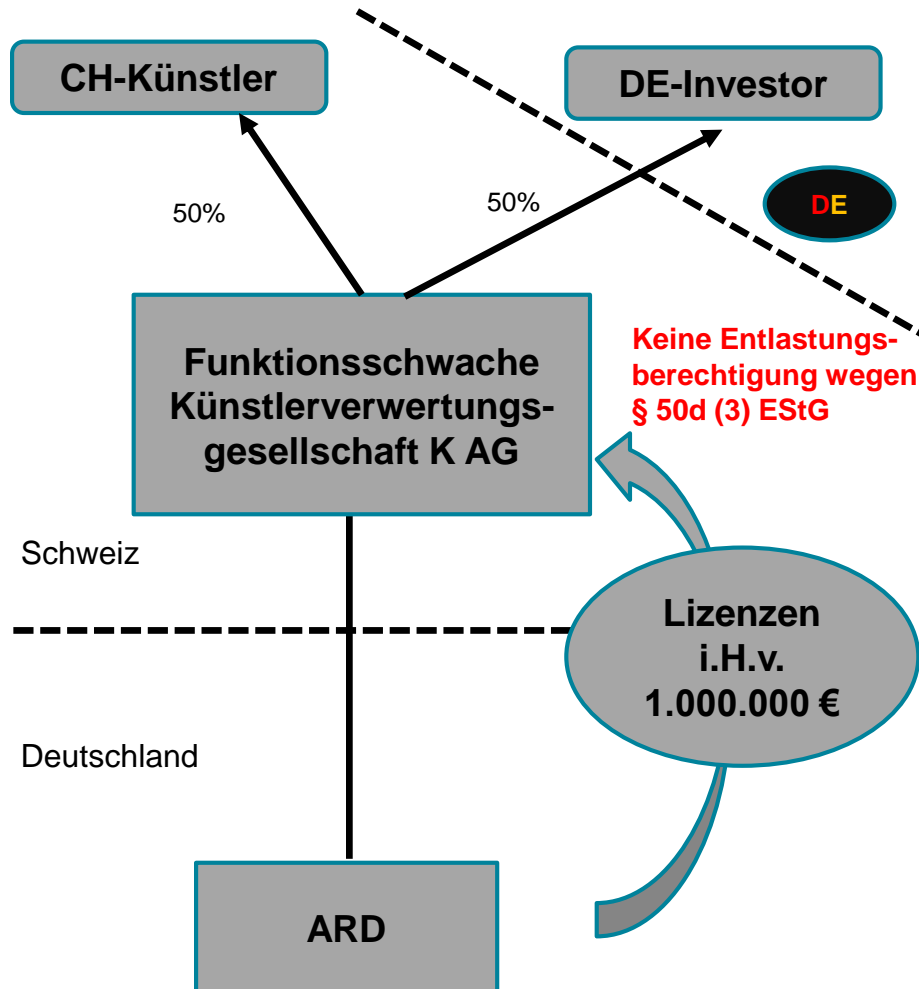 CH-Künstler
DE-Investor
DE
50%
50%
Funktionsschwache
Künstlerverwertungs-
gesellschaft K AG
Keine Entlastungs-
berechtigung wegen
§ 50d (3) EStG
Schweiz
Lizenzen
i.H.v.
1.000.000 €
Deutschland
ARD